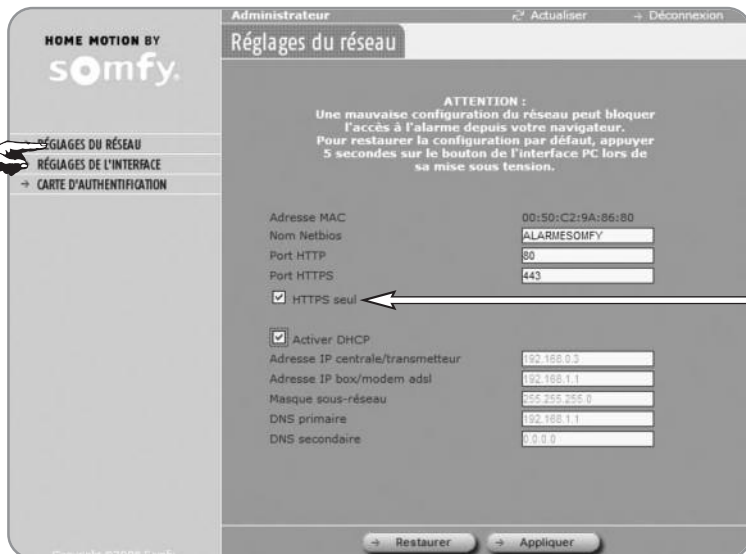 Administrateur
Actualiser
Déconnexion
HOME MOTION BY
somfy.
Réglages du réseau
RÉGLAGES DU RÉSEAU
RÉGLAGES DE L'INTERFACE
CARTE D'AUTHENTIFICATION
ATTENTION :
Une mauvaise configuration du réseau peut bloquer
l'accès à l'alarme depuis votre navigateur.
Pour restaurer la configuration par défaut, appuyer
5 secondes sur le bouton de l'interface PC lors de
sa mise sous tension.
Adresse MAC 00:50:C2:9A:86:80
Nom Netbios ALARMESOMFY
Port HTTP 80
Port HTTPS 443
HTTPS seul
Activer DHCP
Adresse IP centrale/transmetteur 192.168.0.3
Adresse IP box/modem adsl 192.168.1.1
Masque sous-réseau 255.255.255.0
DNS primaire 192.168.1.1
DNS secondaire 0.0.0.0
Restaurer
Appliquer